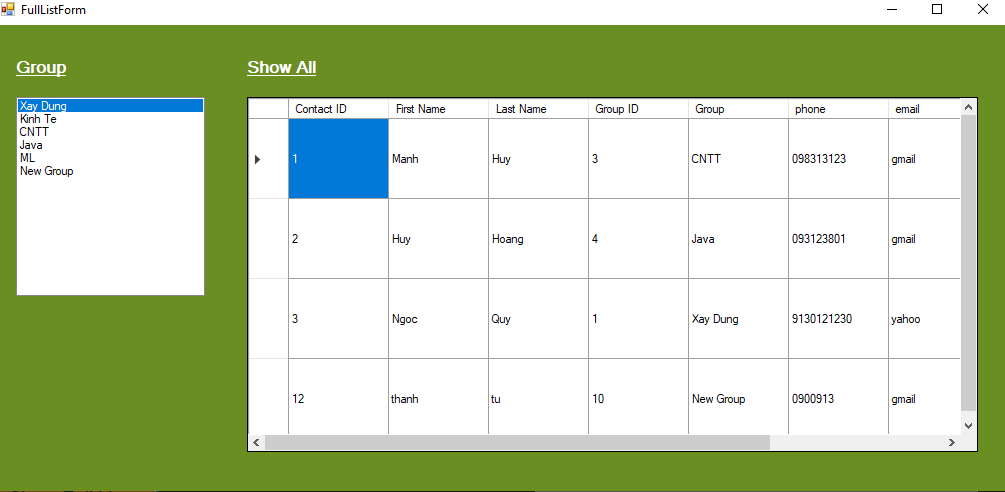 FullListForm
Group
Show All
Xay Dung
Kinh Te
CNTT
Java
ML
New Group
Contact ID First Name Last Name Group ID Group phone email
1 Manh Huy 3 CNTT 098313123 gmail
2 Huy Hoang 4 Java 093123801 gmail
3 Ngoc Quy 1 Xay Dung 9130121230 yahoo
12 thanh tu 10 New Group 0900913 gmail